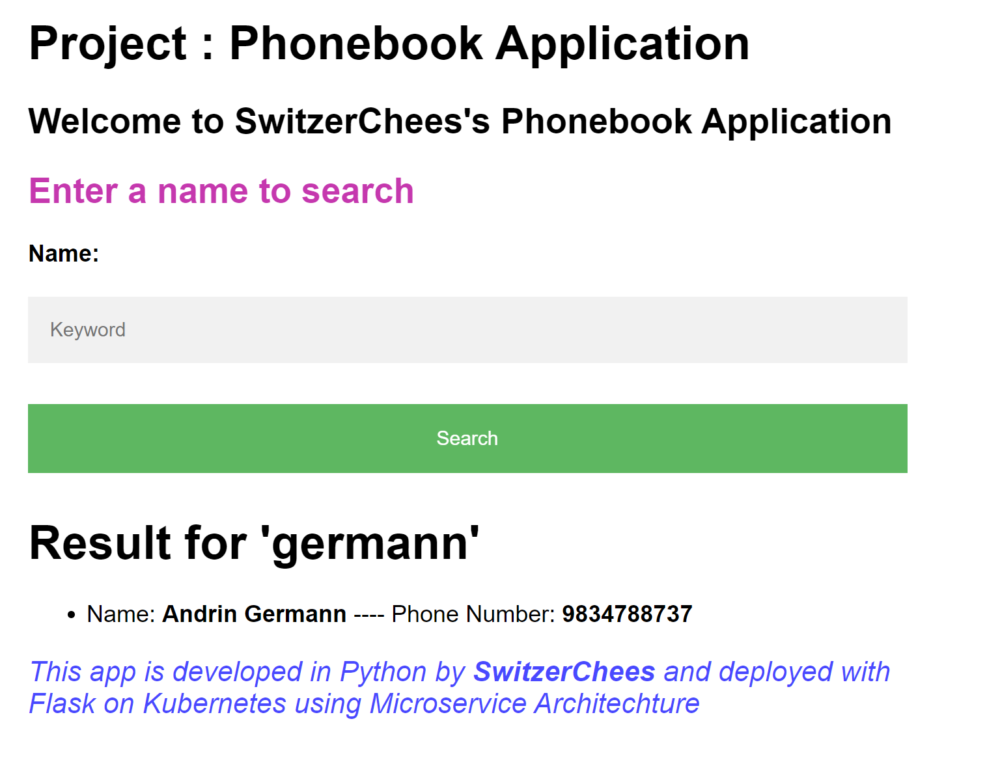 Project : Phonebook Application
Welcome to SwitzerChees's Phonebook Application
Enter a name to search
Name:
Keyword
Search
Result for 'germann'
• Name: Andrin Germann ---- Phone Number: 9834788737
This app is developed in Python by SwitzerChees and deployed with
Flask on Kubernetes using Microservice Architechture